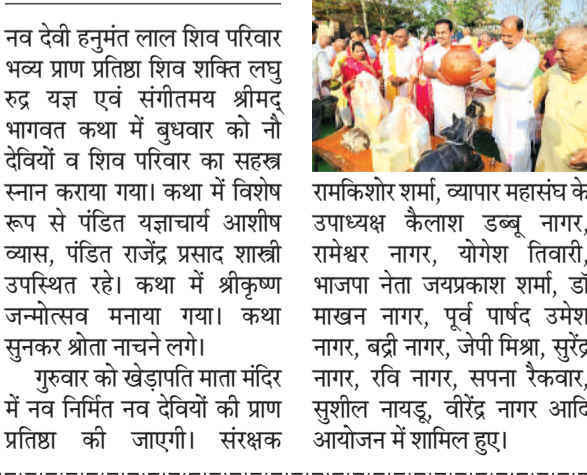 नव देवी हनुमंत लाल शिव परिवार
भव्य प्राण प्रतिष्ठा शिव शक्ति लघु
रुद्र यज्ञ एवं संगीतमय श्रीमद्
भागवत कथा में बुधवार को नौ
देवियों व शिव परिवार का सहस्त्र
स्नान कराया गया। कथा में विशेष
रूप से पंडित यज्ञाचार्य आशीष
व्यास, पंडित राजेंद्र प्रसाद शास्त्री
उपस्थित रहे। कथा में श्रीकृष्ण
जन्मोत्सव मनाया गया। कथा
सुनकर श्रोता नाचने लगे।
गुरुवार को खेड़ापति माता मंदिर
में नव निर्मित नव देवियों की प्राण
प्रतिष्ठा की जाएगी। संरक्षक
रामकिशोर शर्मा, व्यापार महासंघ के
उपाध्यक्ष कैलाश डब्बू नागर,
रामेश्वर नागर, योगेश तिवारी,
भाजपा नेता जयप्रकाश शर्मा, डॉ
माखन नागर, पूर्व पार्षद उमेश
नागर, बद्री नागर, जेपी मिश्रा, सुरेंद्र
नागर, रवि नागर, सपना रैकवार,
सुशील नायडू, वीरेंद्र नागर आदि
आयोजन में शामिल हुए।